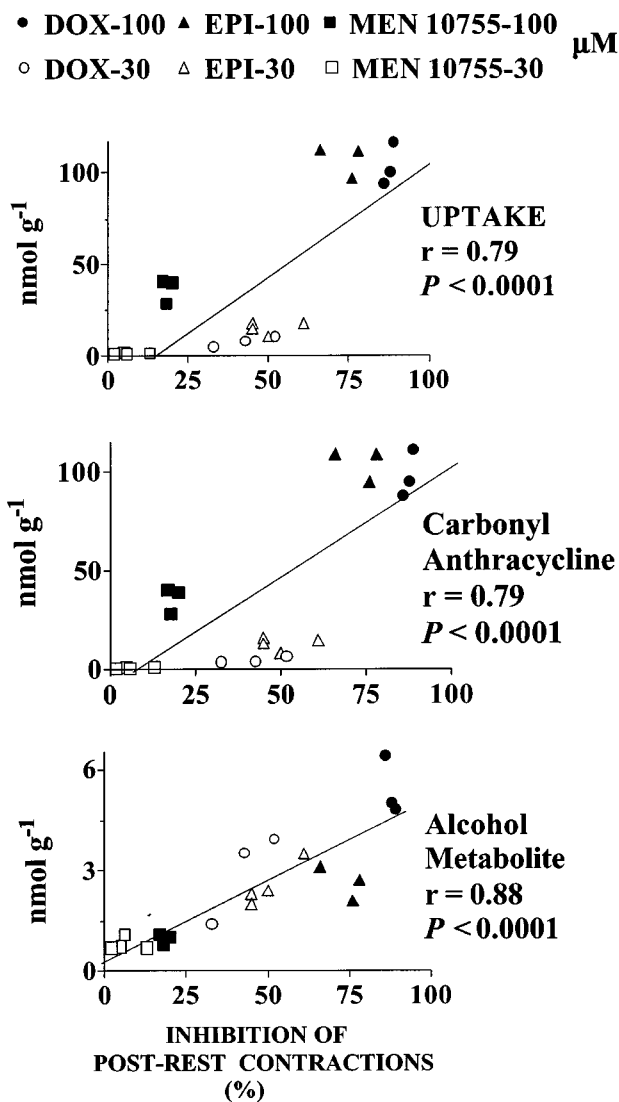 ● DOX-100 ▲ EPI-100 ■ MEN 10755-100
μM
○ DOX-30 △ EPI-30 □ MEN 10755-30
nmol g⁻¹
100
50
0
0 25 50 75 100
UPTAKE
r = 0.79
P < 0.0001
nmol g⁻¹
100
50
0
0 25 50 75 100
Carbonyl
Anthracycline
r = 0.79
P < 0.0001
nmol g⁻¹
6
3
0
0 25 50 75 100
Alcohol
Metabolite
r = 0.88
P < 0.0001
INHIBITION OF
POST-REST CONTRACTIONS
(%)